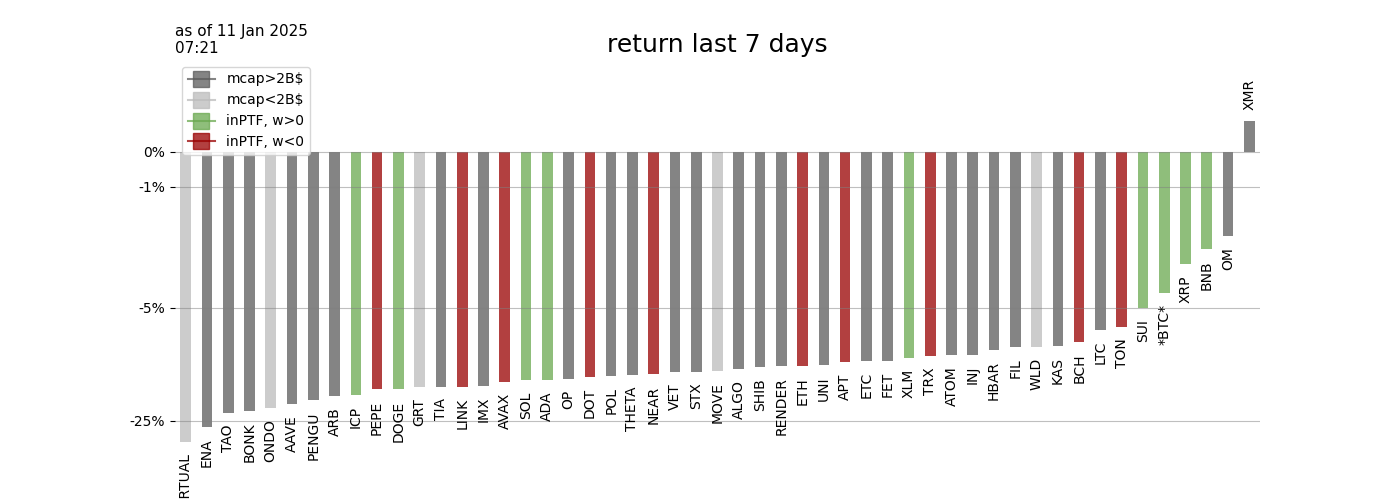 as of 11 Jan 2025
07:21
return last 7 days
mcap>2B$
mcap<2B$
inPTF, w>0
inPTF, w<0
0%
-1%
-5%
-25%
RTUAL
ENA
TAO
BONK
ONDO
AAVE
PENGU
ARB
ICP
PEPE
DOGE
GRT
TIA
LINK
IMX
AVAX
SOL
ADA
OP
DOT
POL
THETA
NEAR
VET
STX
MOVE
ALGO
SHIB
RENDER
ETH
UNI
APT
ETC
FET
XLM
TRX
ATOM
INJ
HBAR
FIL
WLD
KAS
BCH
LTC
TON
SUI
*BTC*
XRP
BNB
OM
XMR